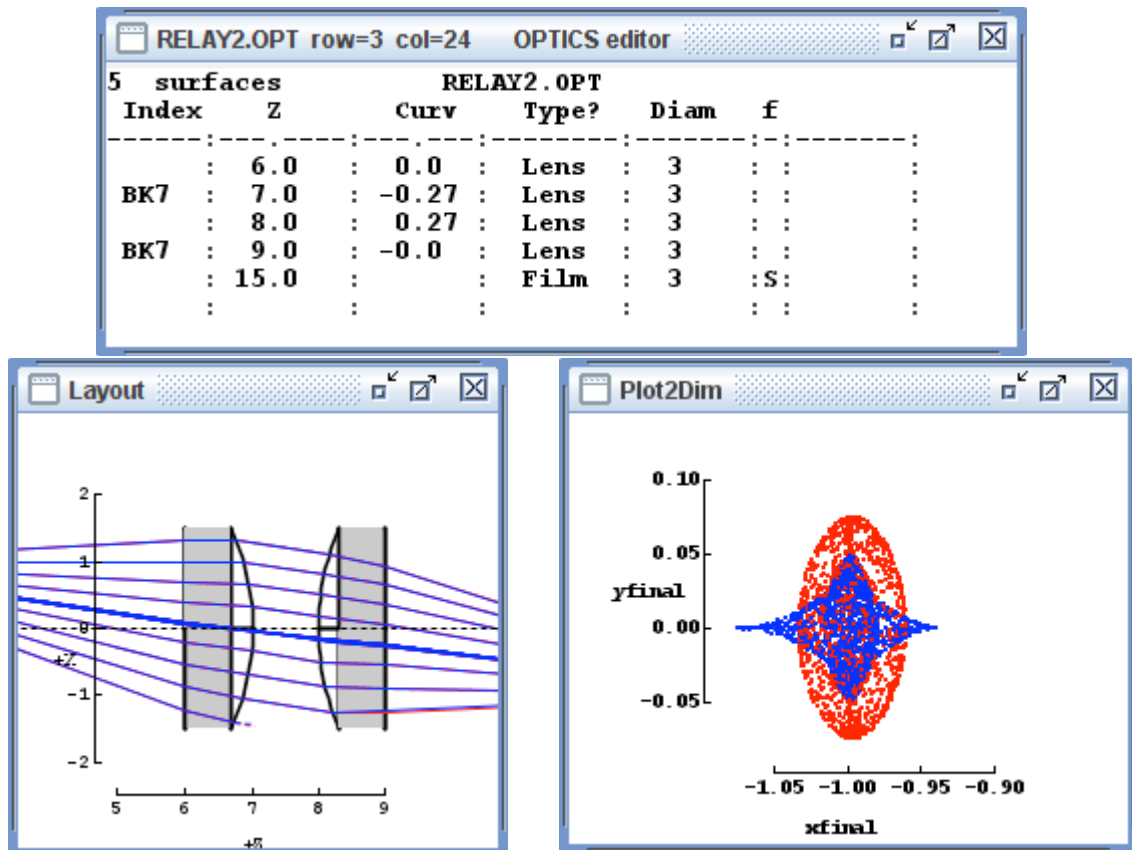 RELAY2.OPT row=3 col=24 OPTICS editor
5 surfaces RELAY2.OPT
Index Z Curv Type? Diam f
------:---.-----:---.----:---------:-------:-:--------:
: 6.0 : 0.0 : Lens : 3 : : :
BK7 : 7.0 : -0.27 : Lens : 3 : : :
: 8.0 : 0.27 : Lens : 3 : : :
BK7 : 9.0 : -0.0 : Lens : 3 : : :
: 15.0 : : Film : 3 :S: :
: : : : : : :
Layout
2
1
0
+Z
-1
-2
5 6 7 8 9
+Z
Plot2Dim
0.10
0.05
yfinal
0.00
-0.05
-1.05 -1.00 -0.95 -0.90
xfinal